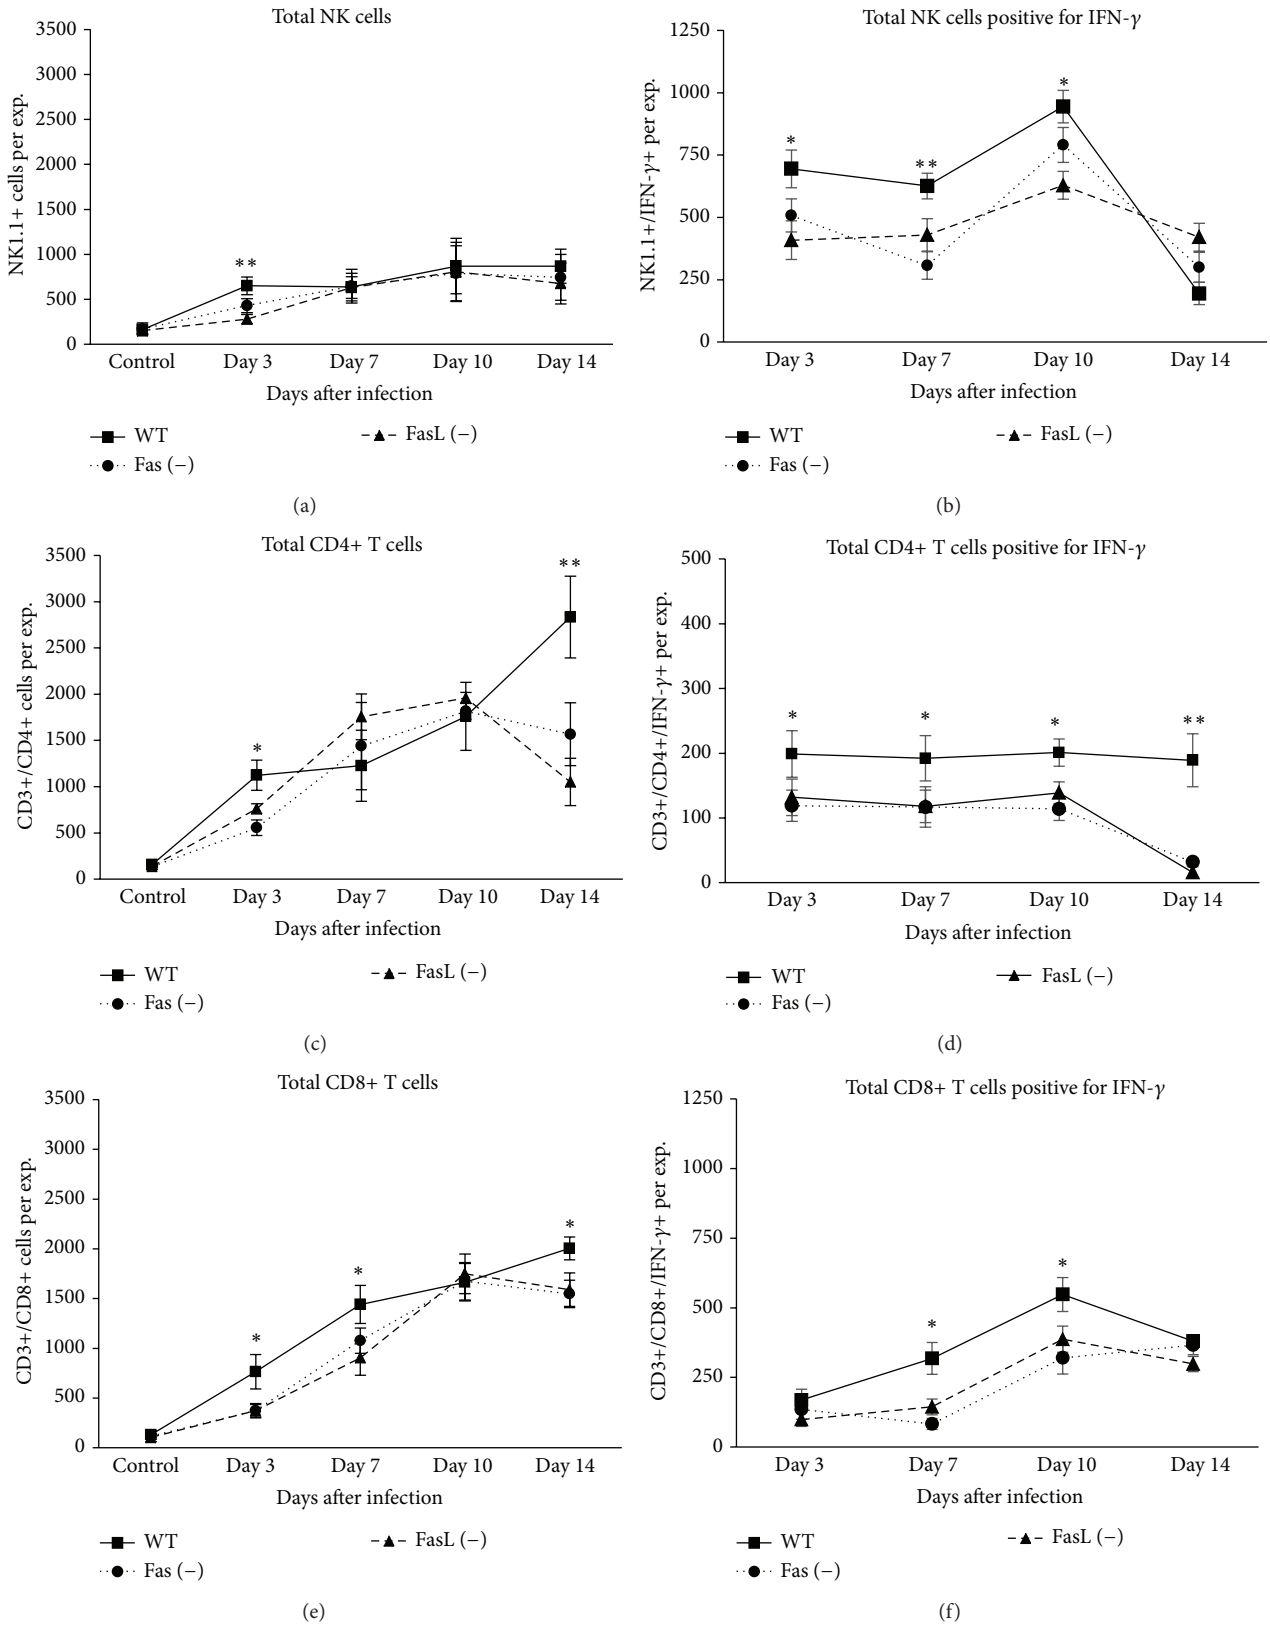 Total NK cells
NK1.1+ cells per exp.
3500
3000
2500
2000
1500
1000
500
0
**
Control Day 3 Day 7 Day 10 Day 14
Days after infection
WT
FasL (−)
Fas (−)
(a)
Total NK cells positive for IFN-γ
NK1.1+/IFN-γ+ per exp.
1250
1000
750
500
250
0
*
**
*
Day 3 Day 7 Day 10 Day 14
Days after infection
WT
FasL (−)
Fas (−)
(b)
Total CD4+ T cells
CD3+/CD4+ cells per exp.
3500
3000
2500
2000
1500
1000
500
0
*
**
Control Day 3 Day 7 Day 10 Day 14
Days after infection
WT
FasL (−)
Fas (−)
(c)
Total CD4+ T cells positive for IFN-γ
CD3+/CD4+/IFN-γ+ per exp.
500
400
300
200
100
0
*
*
*
**
Day 3 Day 7 Day 10 Day 14
Days after infection
WT
FasL (−)
Fas (−)
(d)
Total CD8+ T cells
CD3+/CD8+ cells per exp.
3500
3000
2500
2000
1500
1000
500
0
*
*
*
Control Day 3 Day 7 Day 10 Day 14
Days after infection
WT
FasL (−)
Fas (−)
(e)
Total CD8+ T cells positive for IFN-γ
CD3+/CD8+/IFN-γ+ per exp.
1250
1000
750
500
250
0
*
*
Day 3 Day 7 Day 10 Day 14
Days after infection
WT
FasL (−)
Fas (−)
(f)